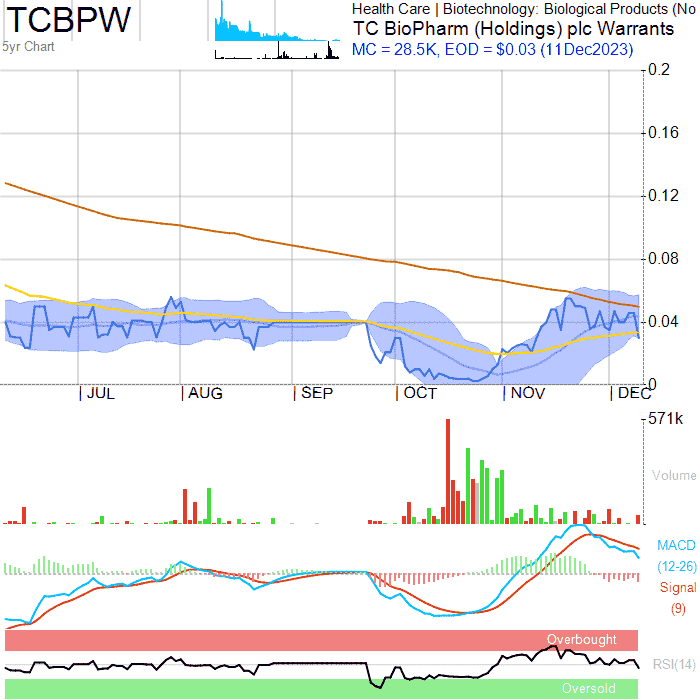 TCBPW
5yr Chart
Health Care | Biotechnology: Biological Products (No
TC BioPharm (Holdings) plc Warrants
MC = 28.5K, EOD = $0.03 (11Dec2023)
0.2
0.16
0.12
0.08
0.04
0
JUL
AUG
SEP
OCT
NOV
DEC
571k
Volume
MACD
(12-26)
Signal
(9)
Overbought
RSI(14)
Oversold